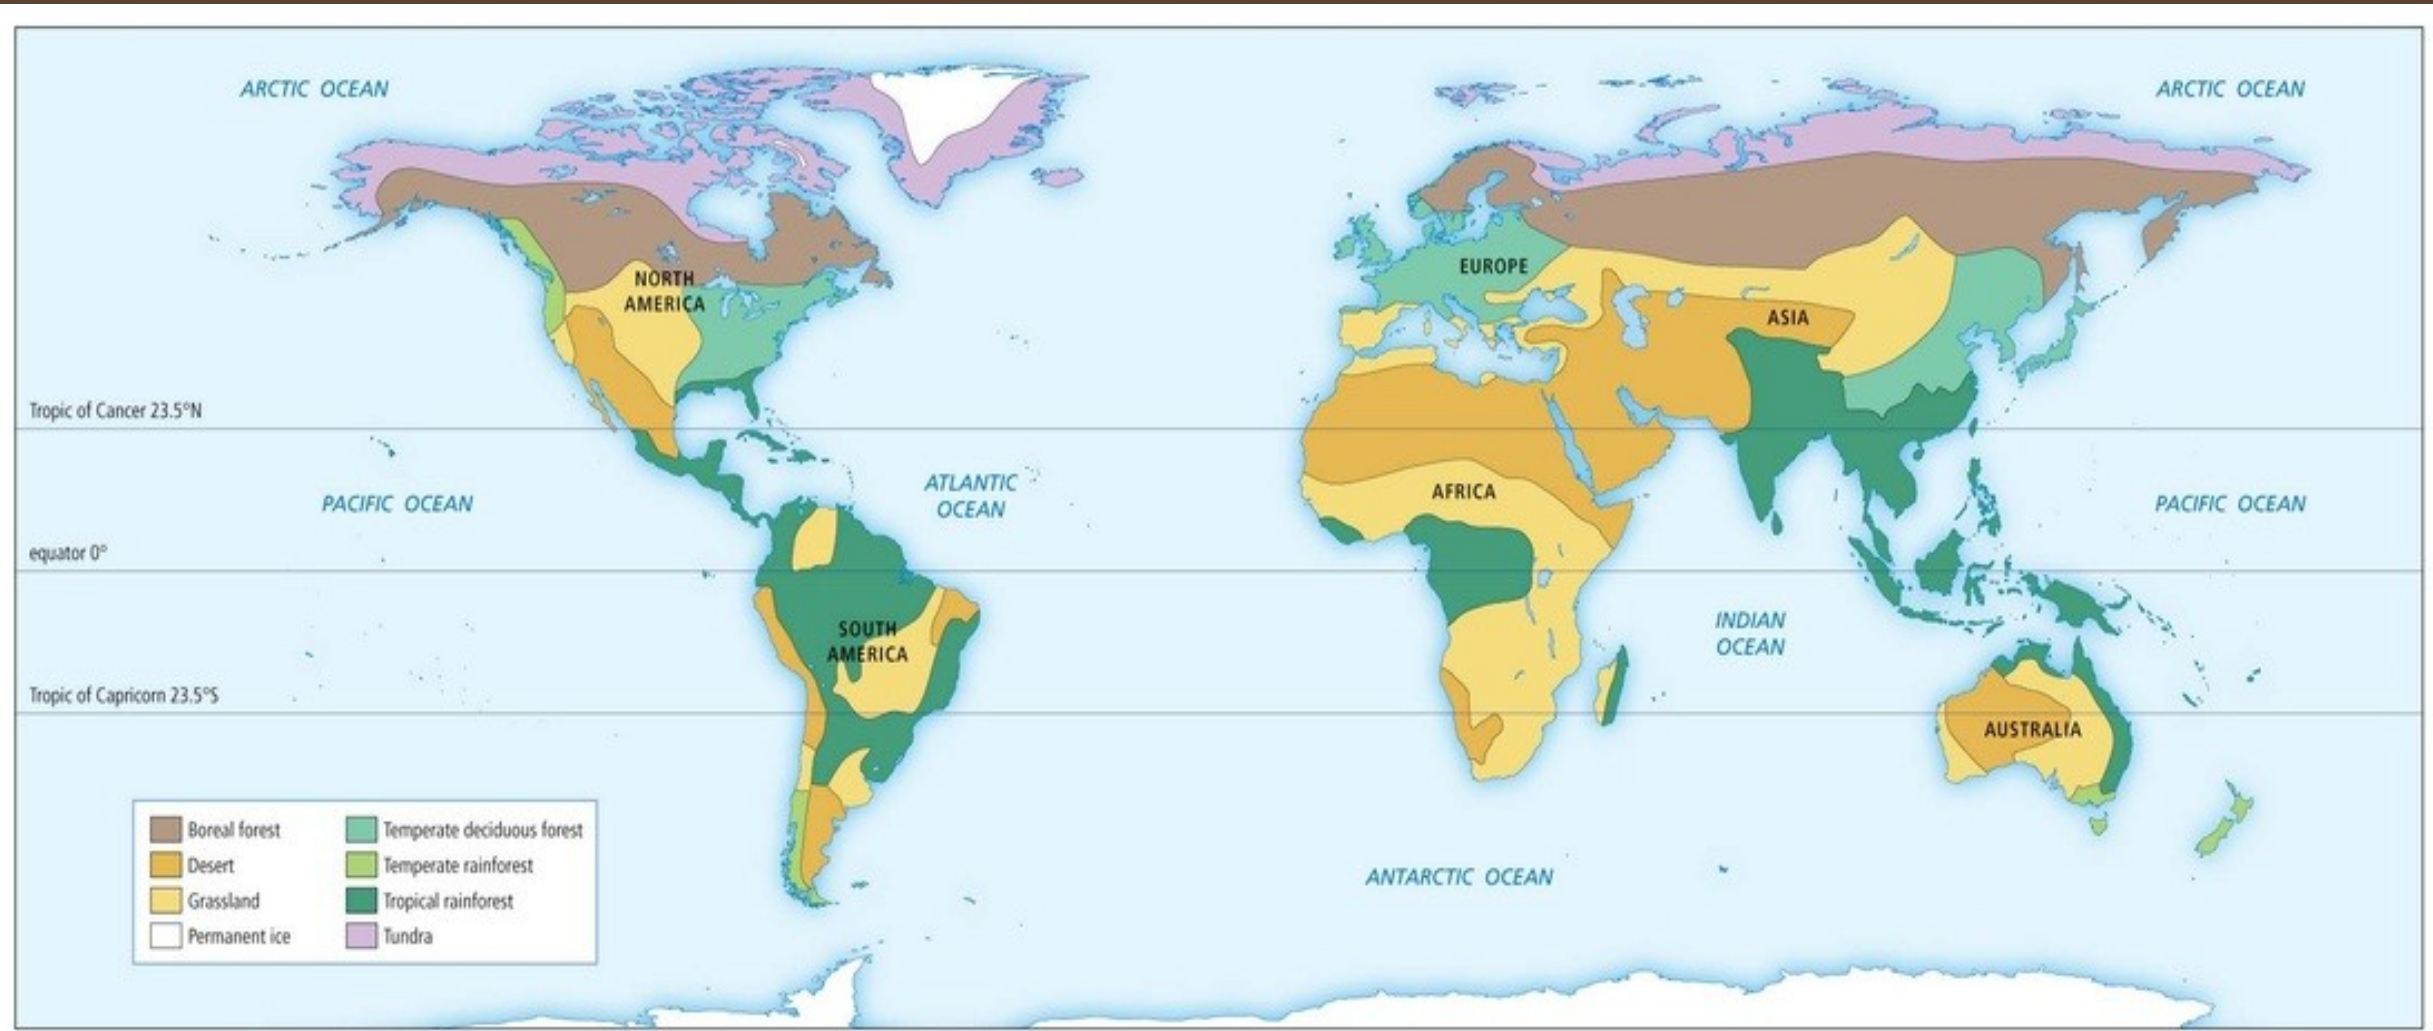 ARCTIC OCEAN
ARCTIC OCEAN
NORTH
AMERICA
EUROPE
ASIA
Tropic of Cancer 23.5°N
PACIFIC OCEAN
ATLANTIC
OCEAN
AFRICA
PACIFIC OCEAN
equator 0°
SOUTH
AMERICA
INDIAN
OCEAN
Tropic of Capricorn 23.5°S
AUSTRALIA
Boreal forest
Desert
Grassland
Permanent ice
Temperate deciduous forest
Temperate rainforest
Tropical rainforest
Tundra
ANTARCTIC OCEAN